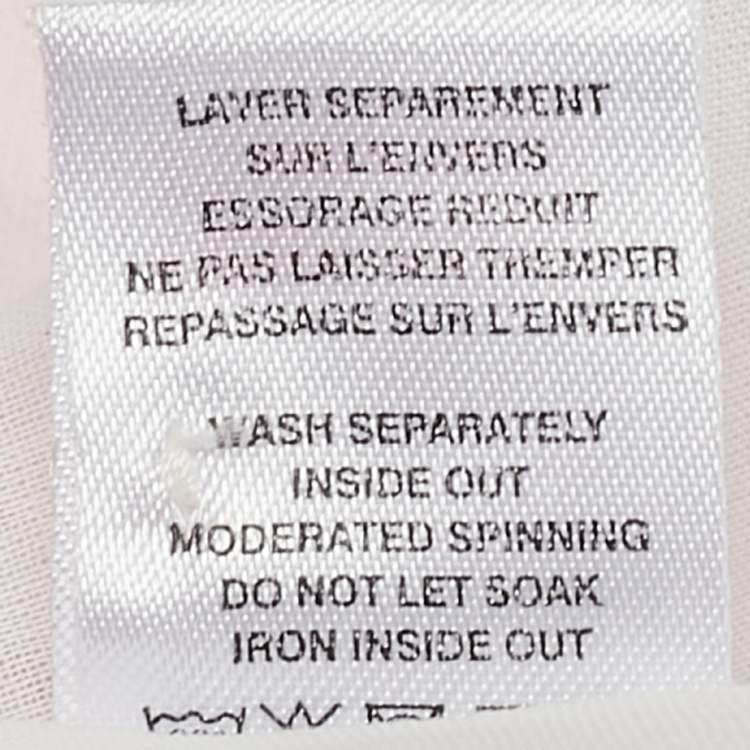 LAVER SEPAREMENT
SUR L'ENVERS
ESSORAGE REDUIT
NE PAS LAISSER TREMPER
REPASSAGE SUR L'ENVERS
WASH SEPARATELY
INSIDE OUT
MODERATED SPINNING
DO NOT LET SOAK
IRON INSIDE OUT